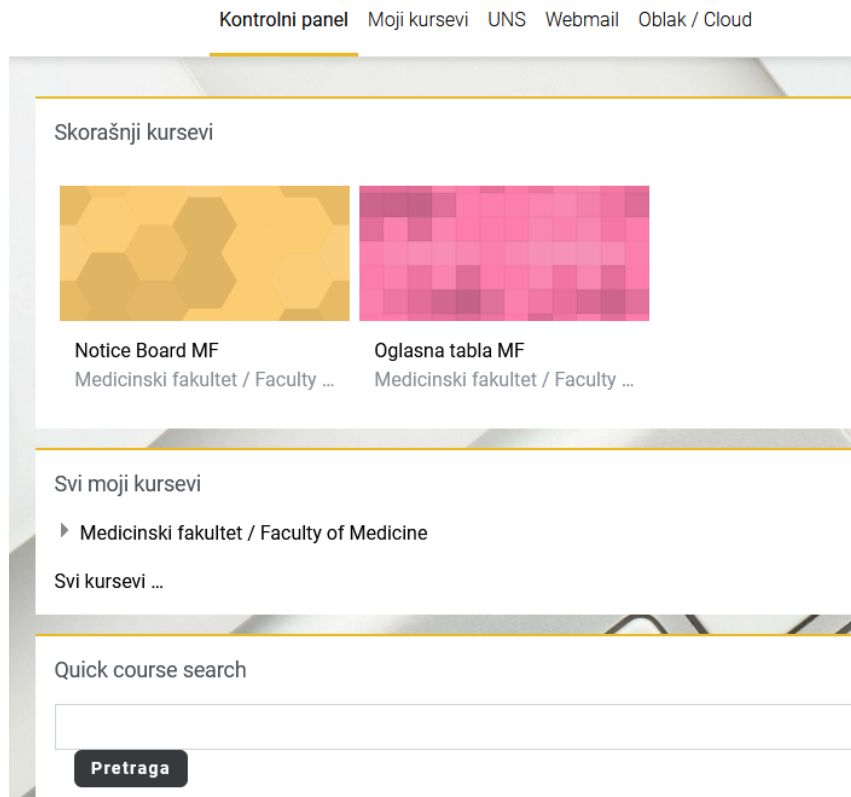 Kontrolni panel Moji kursevi UNS Webmail Oblak / Cloud
Skorašnji kursevi
Notice Board MF
Medicinski fakultet / Faculty ...
Oglasna tabla MF
Medicinski fakultet / Faculty ...
Svi moji kursevi
Medicinski fakultet / Faculty of Medicine
Svi kursevi ...
Quick course search
Pretraga